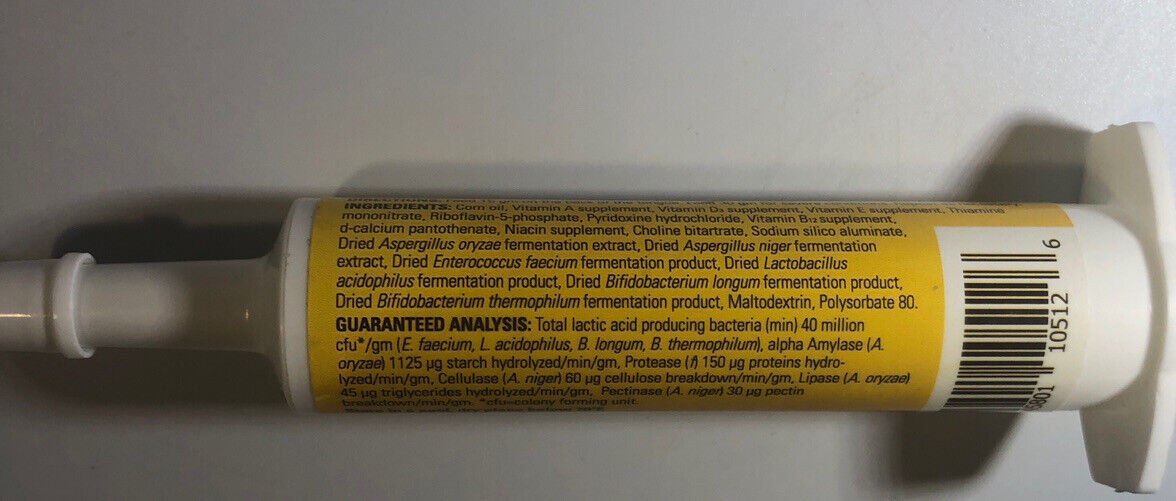 INGREDIENTS: Corn oil, Vitamin A supplement, Vitamin D₃ supplement, Vitamin E supplement, Thiamine
mononitrate, Riboflavin-5-phosphate, Pyridoxine hydrochloride, Vitamin B₁₂ supplement,
d-calcium pantothenate, Niacin supplement, Choline bitartrate, Sodium silico aluminate,
Dried Aspergillus oryzae fermentation extract, Dried Aspergillus niger fermentation
extract, Dried Enterococcus faecium fermentation product, Dried Lactobacillus
acidophilus fermentation product, Dried Bifidobacterium longum fermentation product,
Dried Bifidobacterium thermophilum fermentation product, Maltodextrin, Polysorbate 80.
GUARANTEED ANALYSIS: Total lactic acid producing bacteria (min) 40 million
cfu*/gm (E. faecium, L. acidophilus, B. longum, B. thermophilum), alpha Amylase (A.
oryzae) 1125 µg starch hydrolyzed/min/gm, Protease (f) 150 µg proteins hydro-
lyzed/min/gm, Cellulase (A. niger) 60 µg cellulose breakdown/min/gm, Lipase (A. oryzae)
45 µg triglycerides hydrolyzed/min/gm, Pectinase (A. niger) 30 µg pectin
breakdown/min/gm. *cfu=colony forming unit.
10512 6